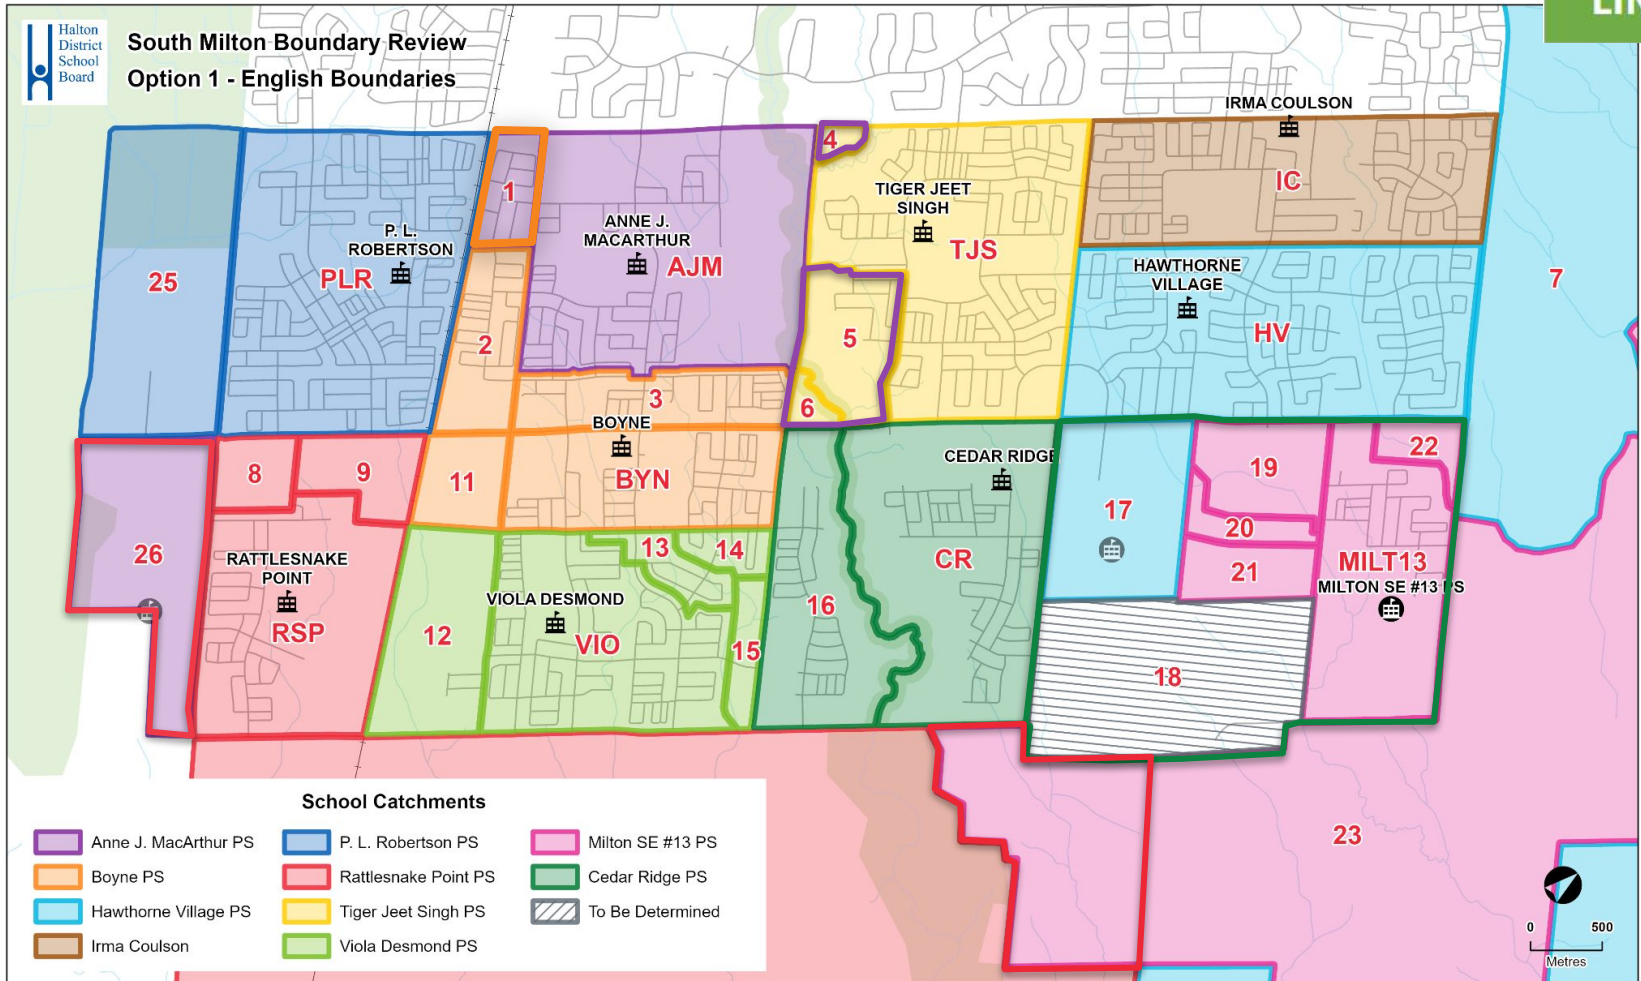 Halton
District
School
Board
South Milton Boundary Review
Option 1 - English Boundaries
IRMA COULSON
4
1
TIGER JEET
SINGH
IC
ANNE J.
MACARTHUR
P. L.
ROBERTSON
TJS
AJM
HAWTHORNE
VILLAGE
PLR
25
7
HV
5
2
3
6
BOYNE
CEDAR RIDGE
22
19
8
9
11
BYN
17
20
13
14
26
RATTLESNAKE
POINT
CR
MILT13
21
MILTON SE #13 PS
VIOLA DESMOND
16
RSP
12
VIO
15
18
23
School Catchments
Anne J. MacArthur PS
Boyne PS
Hawthorne Village PS
Irma Coulson
P. L. Robertson PS
Rattlesnake Point PS
Tiger Jeet Singh PS
Viola Desmond PS
Milton SE #13 PS
Cedar Ridge PS
To Be Determined
0 500
Metres